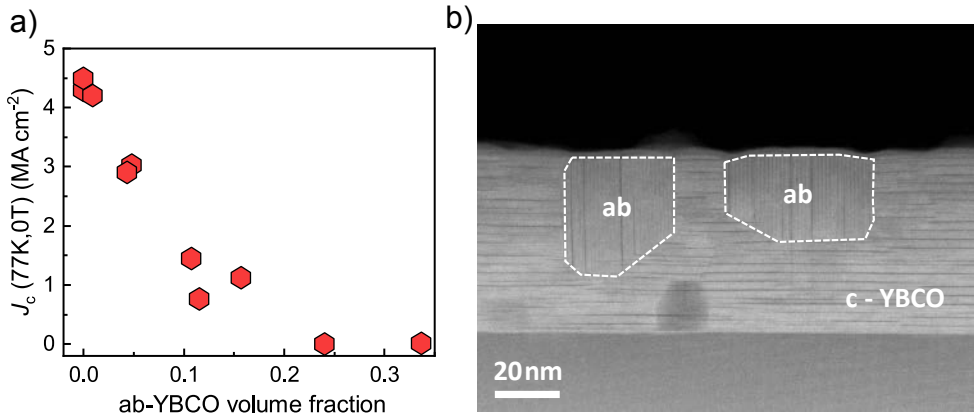 a)
J_c (77K,0T) (MA cm⁻²)
5
4
3
2
1
0
0.0 0.1 0.2 0.3
ab-YBCO volume fraction
b)
ab
ab
c - YBCO
20nm